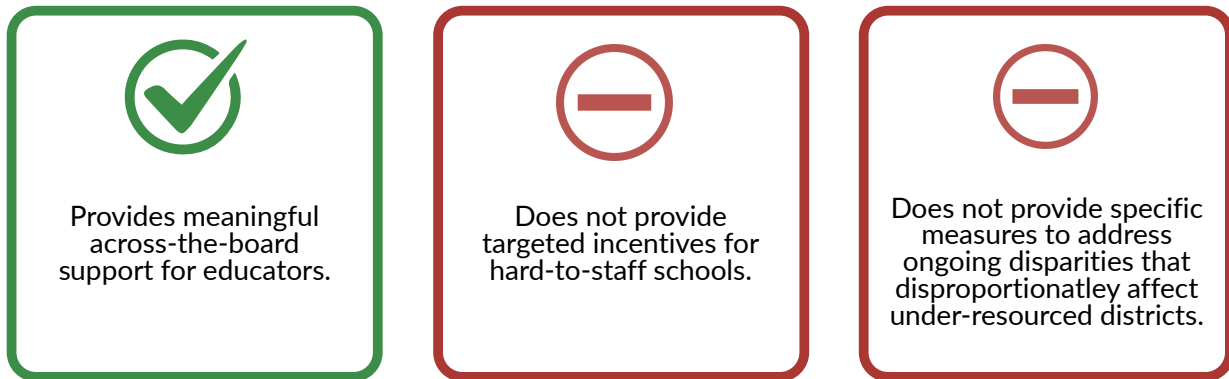 Provides meaningful
across-the-board
support for educators.
Does not provide
targeted incentives for
hard-to-staff schools.
Does not provide specific
measures to address
ongoing disparities that
disproportionatley affect
under-resourced districts.